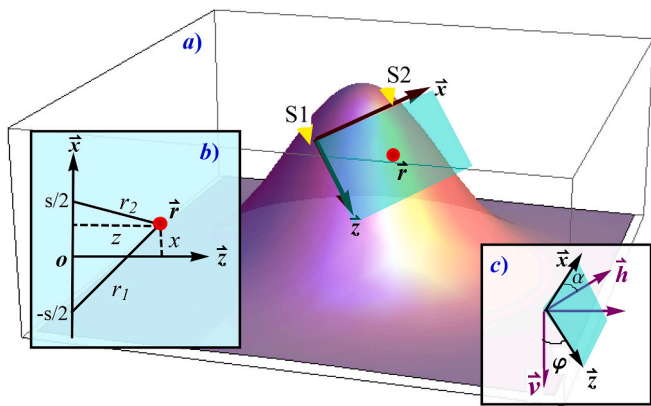 a)
S1
S2
x⃗
r⃗
z⃗
b)
x⃗
s/2
r₂
r⃗
z
x
o
z⃗
r₁
-s/2
c)
x⃗
α
h⃗
φ
z⃗
v⃗